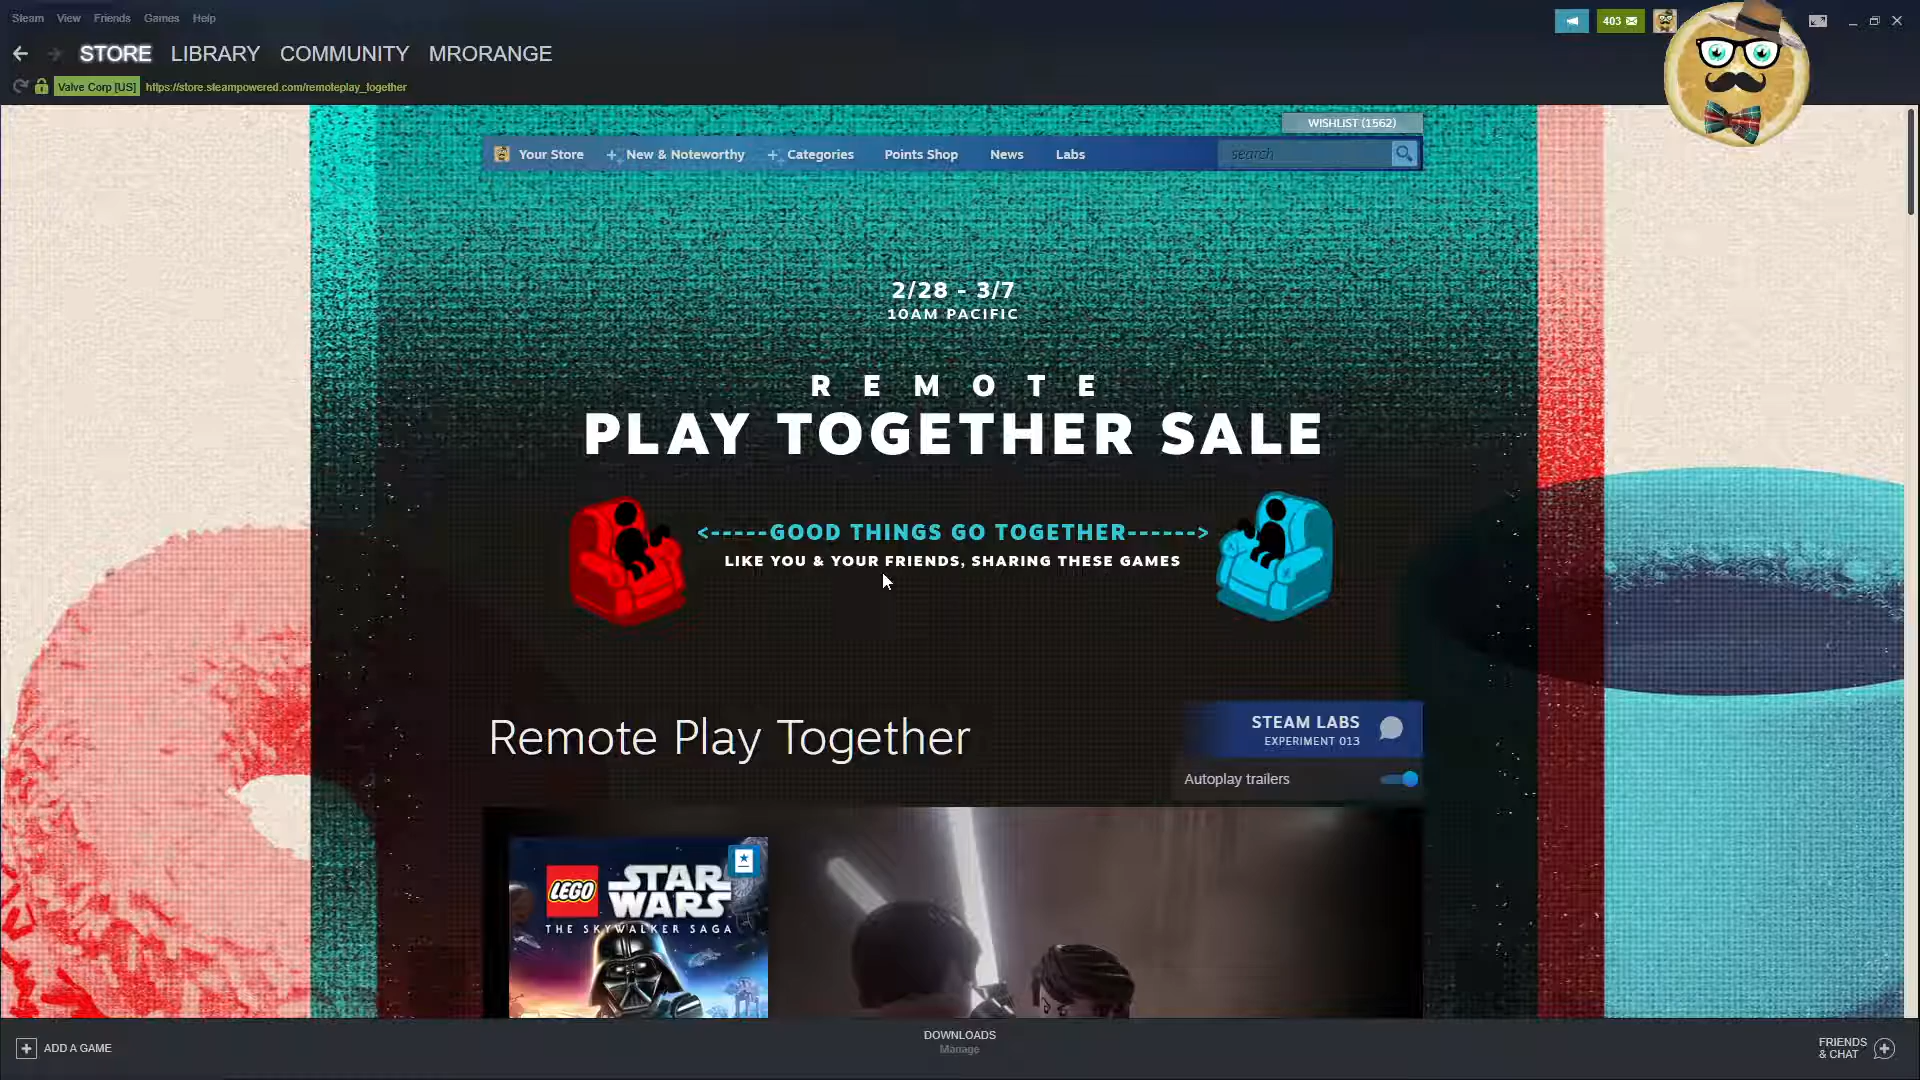 Steam View Friends Games Help
403
STORE LIBRARY COMMUNITY MRORANGE
Valve Corp [US] https://store.steampowered.com/remoteplay_together
WISHLIST (1562)
Your Store New & Noteworthy Categories Points Shop News Labs search
2/28 - 3/7
10AM PACIFIC
REMOTE
PLAY TOGETHER SALE
<-----GOOD THINGS GO TOGETHER------>
LIKE YOU & YOUR FRIENDS, SHARING THESE GAMES
Remote Play Together
STEAM LABS
EXPERIMENT 013
Autoplay trailers
LEGO STAR WARS
THE SKYWALKER SAGA
ADD A GAME
DOWNLOADS
Manage
FRIENDS
& CHAT